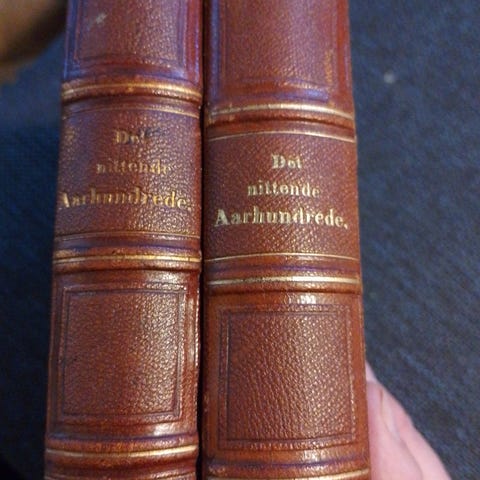 Det
nittende
Aarhundrede.
Det
nittende
Aarhundrede.